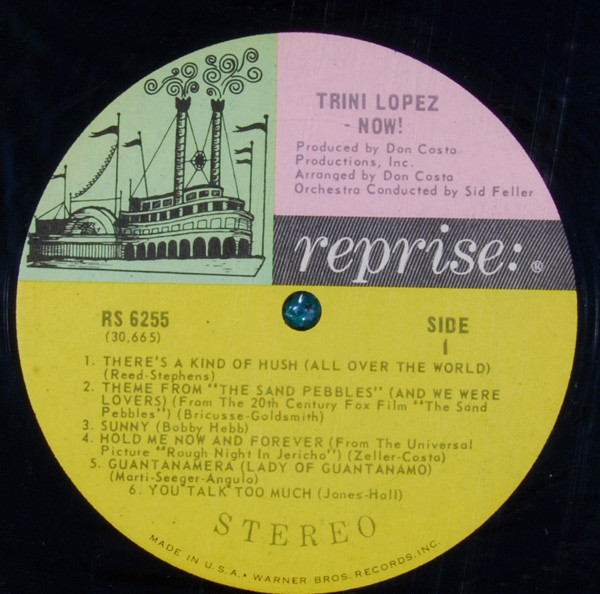 TRINI LOPEZ
- NOW!
Produced by Don Costa
Productions, Inc.
Arranged by Don Costa
Orchestra Conducted by Sid Feller
reprise:®
RS 6255
(30,665)
SIDE
1
1. THERE'S A KIND OF HUSH (ALL OVER THE WORLD)
(Reed-Stephens)
2. THEME FROM "THE SAND PEBBLES" (AND WE WERE
LOVERS) (From The 20th Century Fox Film "The Sand
Pebbles") (Bricusse-Goldsmith)
3. SUNNY (Bobby Hebb)
4. HOLD ME NOW AND FOREVER (From The Universal
Picture "Rough Night In Jericho") (Zeller-Costa)
5. GUANTANAMERA (LADY OF GUANTANAMO)
(Marti-Seeger-Angulo)
6. YOU TALK TOO MUCH (Jones-Hall)
STEREO
MADE IN U.S.A. • WARNER BROS. RECORDS, INC.